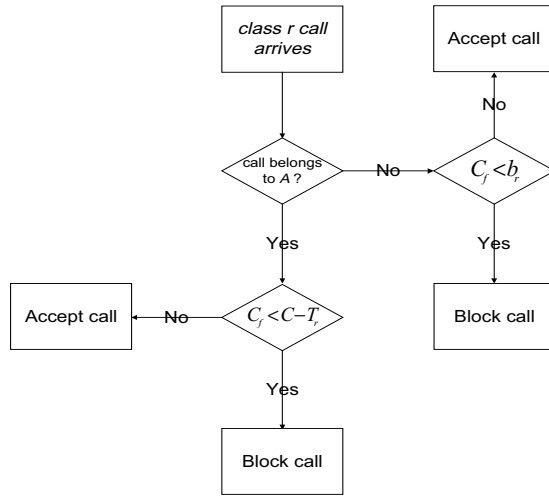 class r call
arrives
Accept call
No
call belongs
to A ?
No
C_f < b_r
Yes
Yes
Accept call
No
C_f < C − T_r
Block call
Yes
Block call